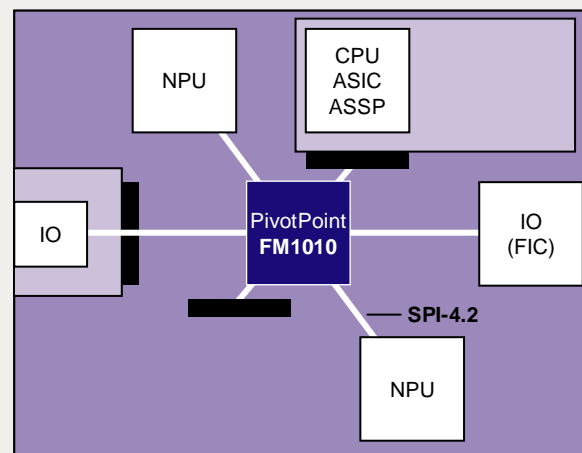 NPU
CPU
ASIC
ASSP
IO
PivotPoint
FM1010
IO
(FIC)
SPI-4.2
NPU